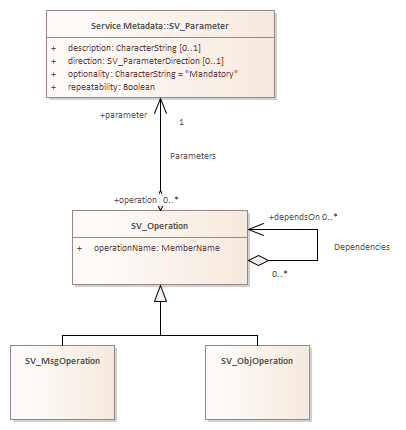 Service Metadata::SV_Parameter
+ description: CharacterString [0..1]
+ direction: SV_ParameterDirection [0..1]
+ optionality: CharacterString = "Mandatory"
+ repeatability: Boolean
+parameter
1
Parameters
+operation 0..*
SV_Operation
+ operationName: MemberName
+dependsOn 0..*
Dependencies
0..*
SV_MsgOperation
SV_ObjOperation